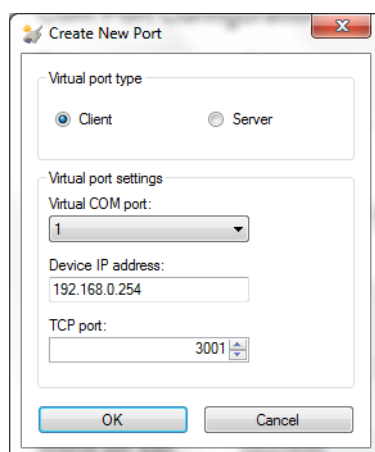 Create New Port
Virtual port type
Client Server
Virtual port settings
Virtual COM port:
1
Device IP address:
192.168.0.254
TCP port:
3001
OK Cancel